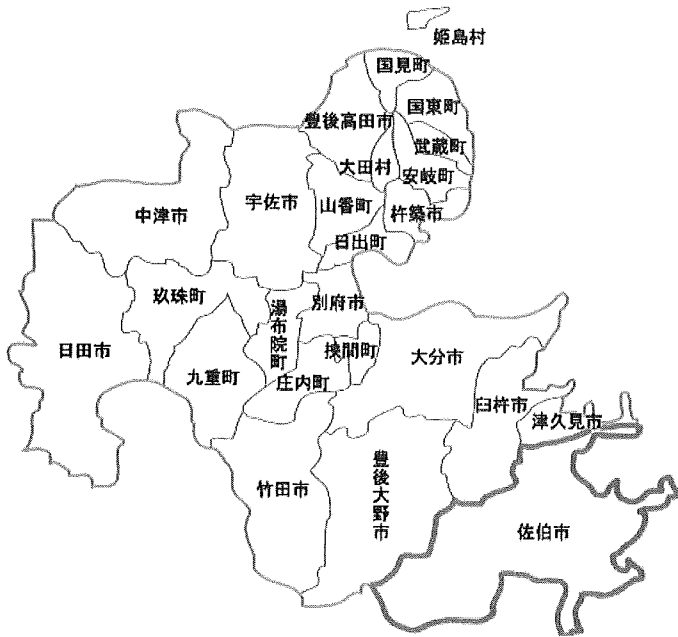 姫島村
国見町
国東町
豊後高田市
武蔵町
大田村
安岐町
宇佐市
山香町
杵築市
中津市
日出町
玖珠町
別府市
湯布院町
日田市
挾間町
大分市
九重町
庄内町
臼杵市
津久見市
竹田市
豊後大野市
佐伯市